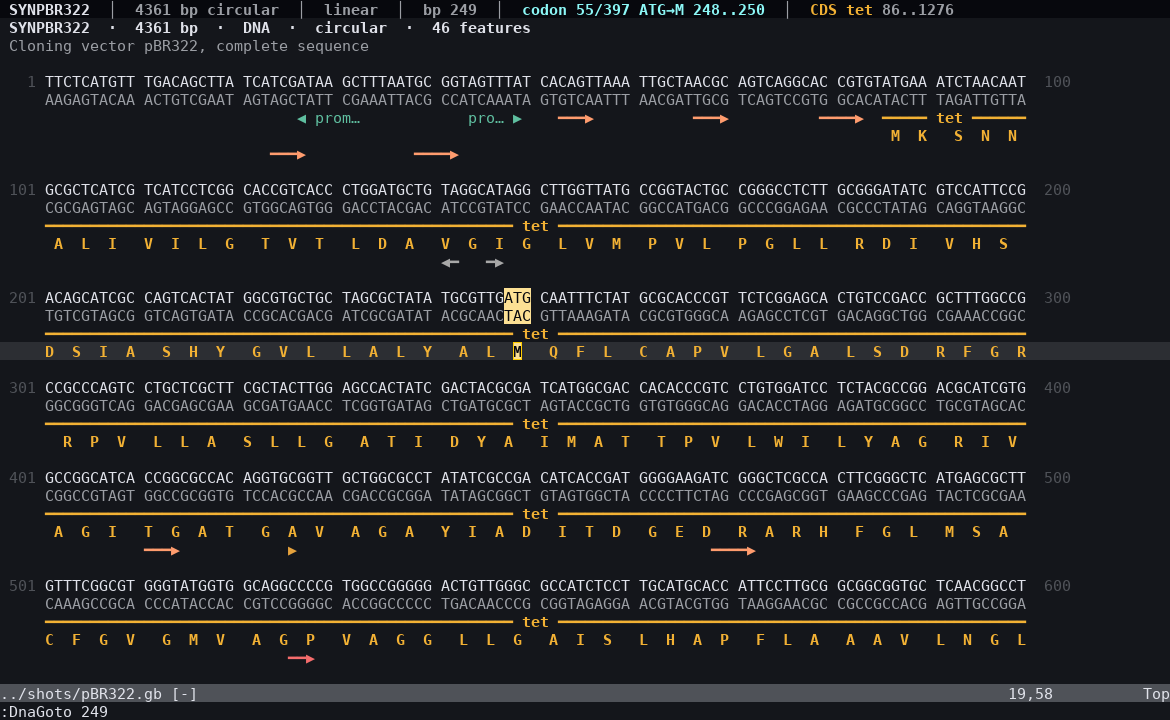 SYNPBR322 │ 4361 bp circular │ linear │ bp 249 │ codon 55/397 ATG→M 248..250 │ CDS tet 86..1276
SYNPBR322 · 4361 bp · DNA · circular · 46 features
Cloning vector pBR322, complete sequence
1 TTCTCATGTT TGACAGCTTA TCATCGATAA GCTTTAATGC GGTAGTTTAT CACAGTTAAA TTGCTAACGC AGTCAGGCAC CGTGTATGAA ATCTAACAAT 100
AAGAGTACAA ACTGTCGAAT AGTAGCTATT CGAAATTACG CCATCAAATA GTGTCAATTT AACGATTGCG TCAGTCCGTG GCACATACTT TAGATTGTTA
◀ prom… pro… ▶ tet
M K S N N
101 GCGCTCATCG TCATCCTCGG CACCGTCACC CTGGATGCTG TAGGCATAGG CTTGGTTATG CCGGTACTGC CGGGCCTCTT GCGGGATATC GTCCATTCCG 200
CGCGAGTAGC AGTAGGAGCC GTGGCAGTGG GACCTACGAC ATCCGTATCC GAACCAATAC GGCCATGACG GCCCGGAGAA CGCCCTATAG CAGGTAAGGC
tet
A L I V I L G T V T L D A V G I G L V M P V L P G L L R D I V H S
201 ACAGCATCGC CAGTCACTAT GGCGTGCTGC TAGCGCTATA TGCGTTGATG CAATTTCTAT GCGCACCCGT TCTCGGAGCA CTGTCCGACC GCTTTGGCCG 300
TGTCGTAGCG GTCAGTGATA CCGCACGACG ATCGCGATAT ACGCAACTAC GTTAAAGATA CGCGTGGGCA AGAGCCTCGT GACAGGCTGG CGAAACCGGC
tet
D S I A S H Y G V L L A L Y A L M Q F L C A P V L G A L S D R F G R
301 CCGCCCAGTC CTGCTCGCTT CGCTACTTGG AGCCACTATC GACTACGCGA TCATGGCGAC CACACCCGTC CTGTGGATCC TCTACGCCGG ACGCATCGTG 400
GGCGGGTCAG GACGAGCGAA GCGATGAACC TCGGTGATAG CTGATGCGCT AGTACCGCTG GTGTGGGCAG GACACCTAGG AGATGCGGCC TGCGTAGCAC
tet
R P V L L A S L L G A T I D Y A I M A T T P V L W I L Y A G R I V
401 GCCGGCATCA CCGGCGCCAC AGGTGCGGTT GCTGGCGCCT ATATCGCCGA CATCACCGAT GGGGAAGATC GGGCTCGCCA CTTCGGGCTC ATGAGCGCTT 500
CGGCCGTAGT GGCCGCGGTG TCCACGCCAA CGACCGCGGA TATAGCGGCT GTAGTGGCTA CCCCTTCTAG CCCGAGCGGT GAAGCCCGAG TACTCGCGAA
tet
A G I T G A T G A V A G A Y I A D I T D G E D R A R H F G L M S A
501 GTTTCGGCGT GGGTATGGTG GCAGGCCCCG TGGCCGGGGG ACTGTTGGGC GCCATCTCCT TGCATGCACC ATTCCTTGCG GCGGCGGTGC TCAACGGCCT 600
CAAAGCCGCA CCCATACCAC CGTCCGGGGC ACCGGCCCCC TGACAACCCG CGGTAGAGGA ACGTACGTGG TAAGGAACGC CGCCGCCACG AGTTGCCGGA
tet
C F G V G M V A G P V A G G L L G A I S L H A P F L A A A V L N G L
../shots/pBR322.gb [-] 19,58 Top
:DnaGoto 249